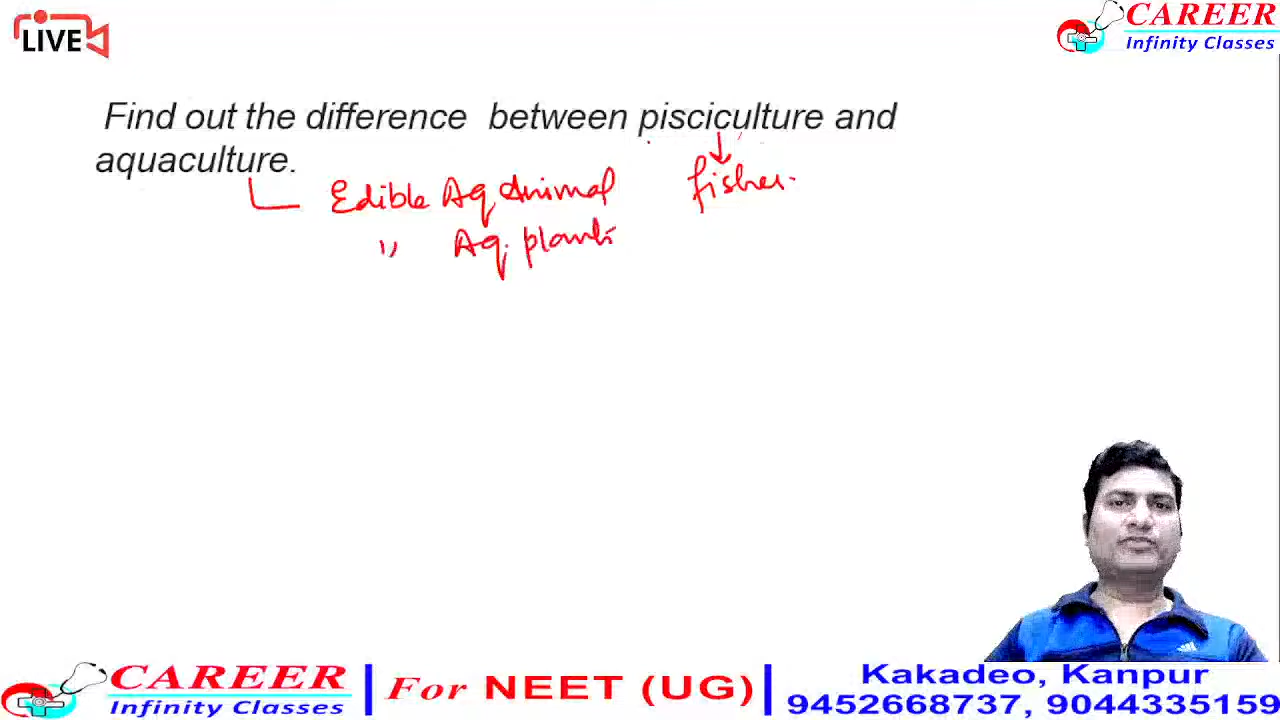 LIVE
CAREER
Infinity Classes
Find out the difference between pisciculture and
aquaculture.
Edible Aq Animal
fishes.
" Aq. plants
CAREER
Infinity Classes
For NEET (UG)
Kakadeo, Kanpur
9452668737, 9044335159